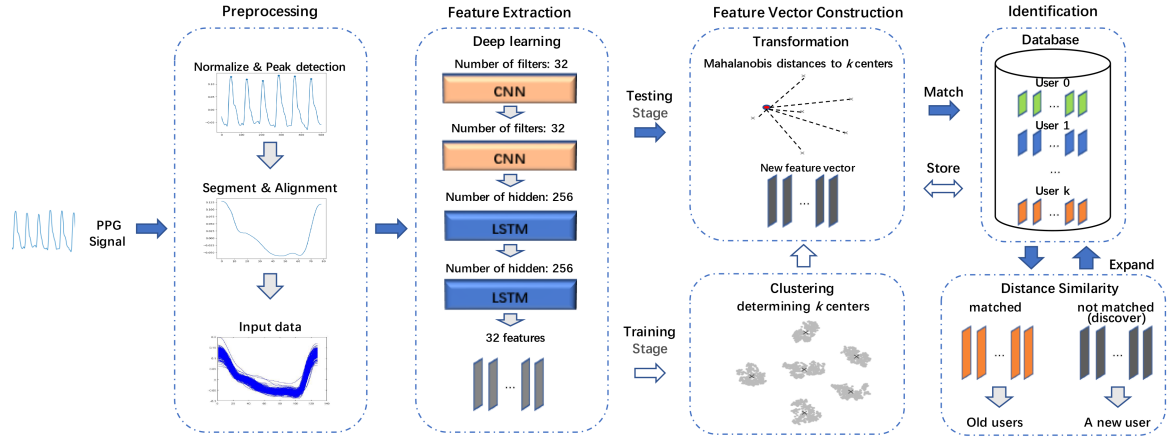 PPG
Signal
Preprocessing
Normalize & Peak detection
Segment & Alignment
Input data
Feature Extraction
Deep learning
Number of filters: 32
CNN
Number of filters: 32
CNN
Number of hidden: 256
LSTM
Number of hidden: 256
LSTM
32 features
...
Testing
Stage
Training
Stage
Feature Vector Construction
Transformation
Mahalanobis distances to k centers
New feature vector
...
Clustering
determining k centers
Match
Store
Identification
Database
User 0
...
User 1
...
...
User k
...
Expand
Distance Similarity
matched
...
Old users
not matched
(discover)
...
A new user